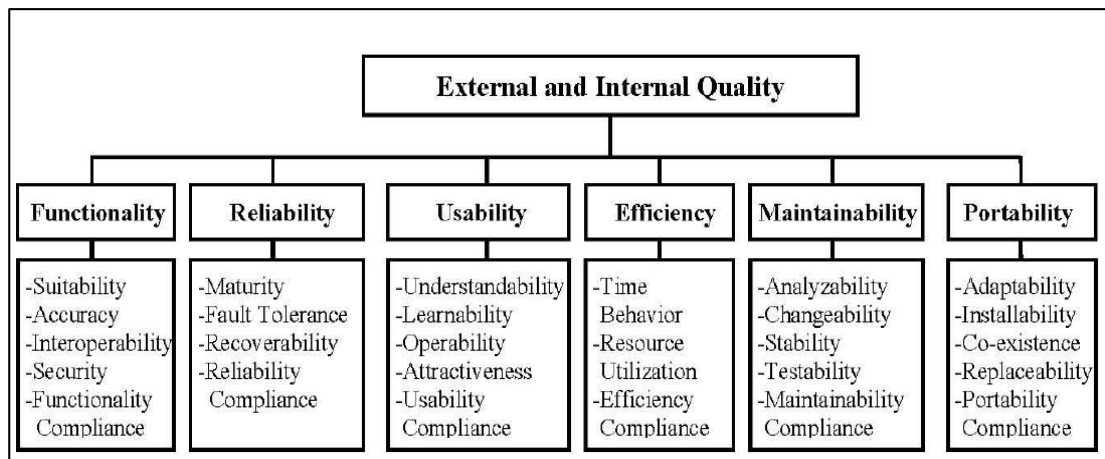 External and Internal Quality
Functionality
-Suitability
-Accuracy
-Interoperability
-Security
-Functionality
Compliance
Reliability
-Maturity
-Fault Tolerance
-Recoverability
-Reliability
Compliance
Usability
-Understandability
-Learnability
-Operability
-Attractiveness
-Usability
Compliance
Efficiency
-Time
Behavior
-Resource
Utilization
-Efficiency
Compliance
Maintainability
-Analyzability
-Changeability
-Stability
-Testability
-Maintainability
Compliance
Portability
-Adaptability
-Installability
-Co-existence
-Replaceability
-Portability
Compliance